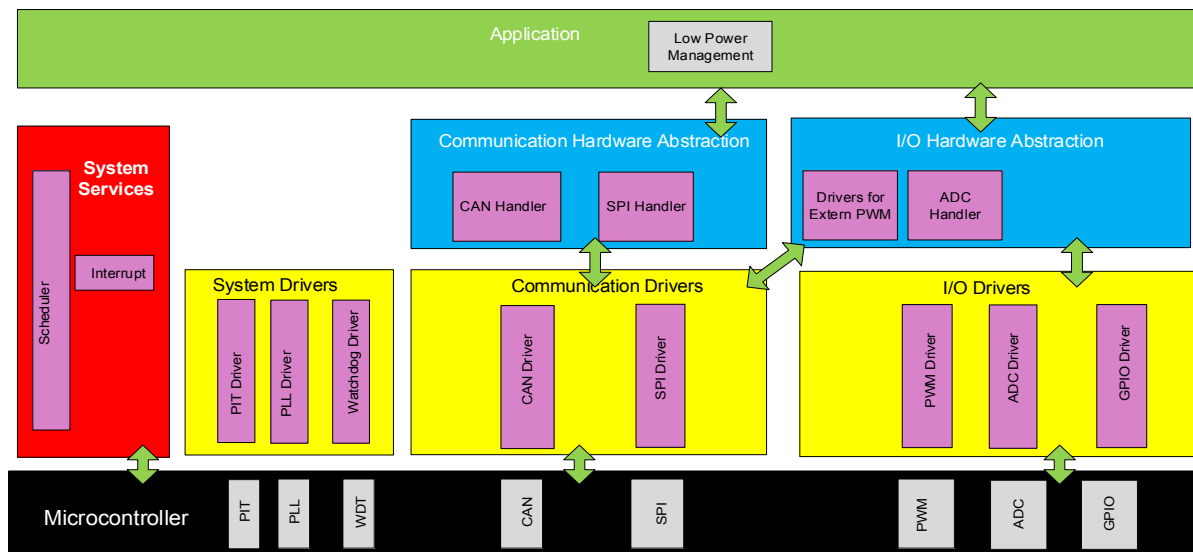 Application
Low Power
Management
System
Services
Scheduler
Interrupt
Communication Hardware Abstraction
CAN Handler
SPI Handler
I/O Hardware Abstraction
Drivers for
Extern PWM
ADC
Handler
System Drivers
PIT Driver
PLL Driver
Watchdog Driver
Communication Drivers
CAN Driver
SPI Driver
I/O Drivers
PWM Driver
ADC Driver
GPIO Driver
Microcontroller
PIT
PLL
WDT
CAN
SPI
PWM
ADC
GPIO